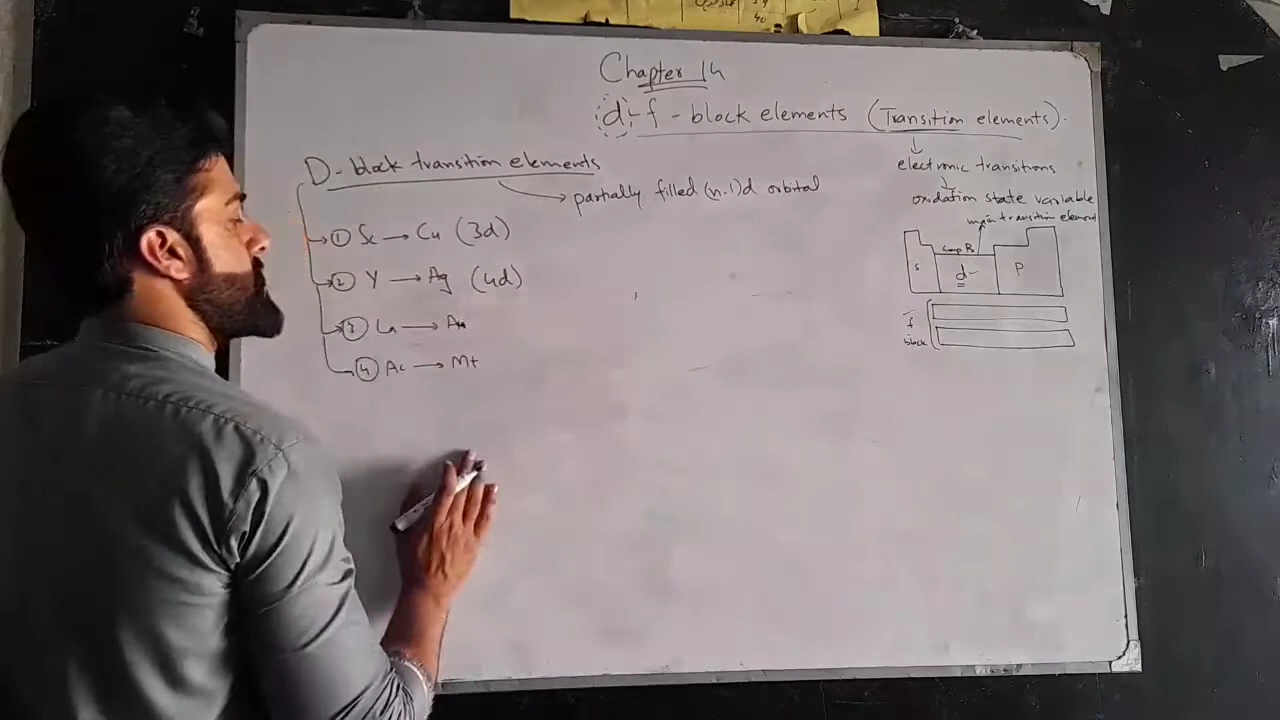 Chapter 14
d-f-block elements (Transition elements).
electronic transitions
oxidation state variable
main transition element
D-block transition elements
partially filled (n-1)d orbital
① Sc → Cu (3d)
② Y → Ag (4d)
③ La → Au
④ Ac → Mt
s
d-
P
f
block
40